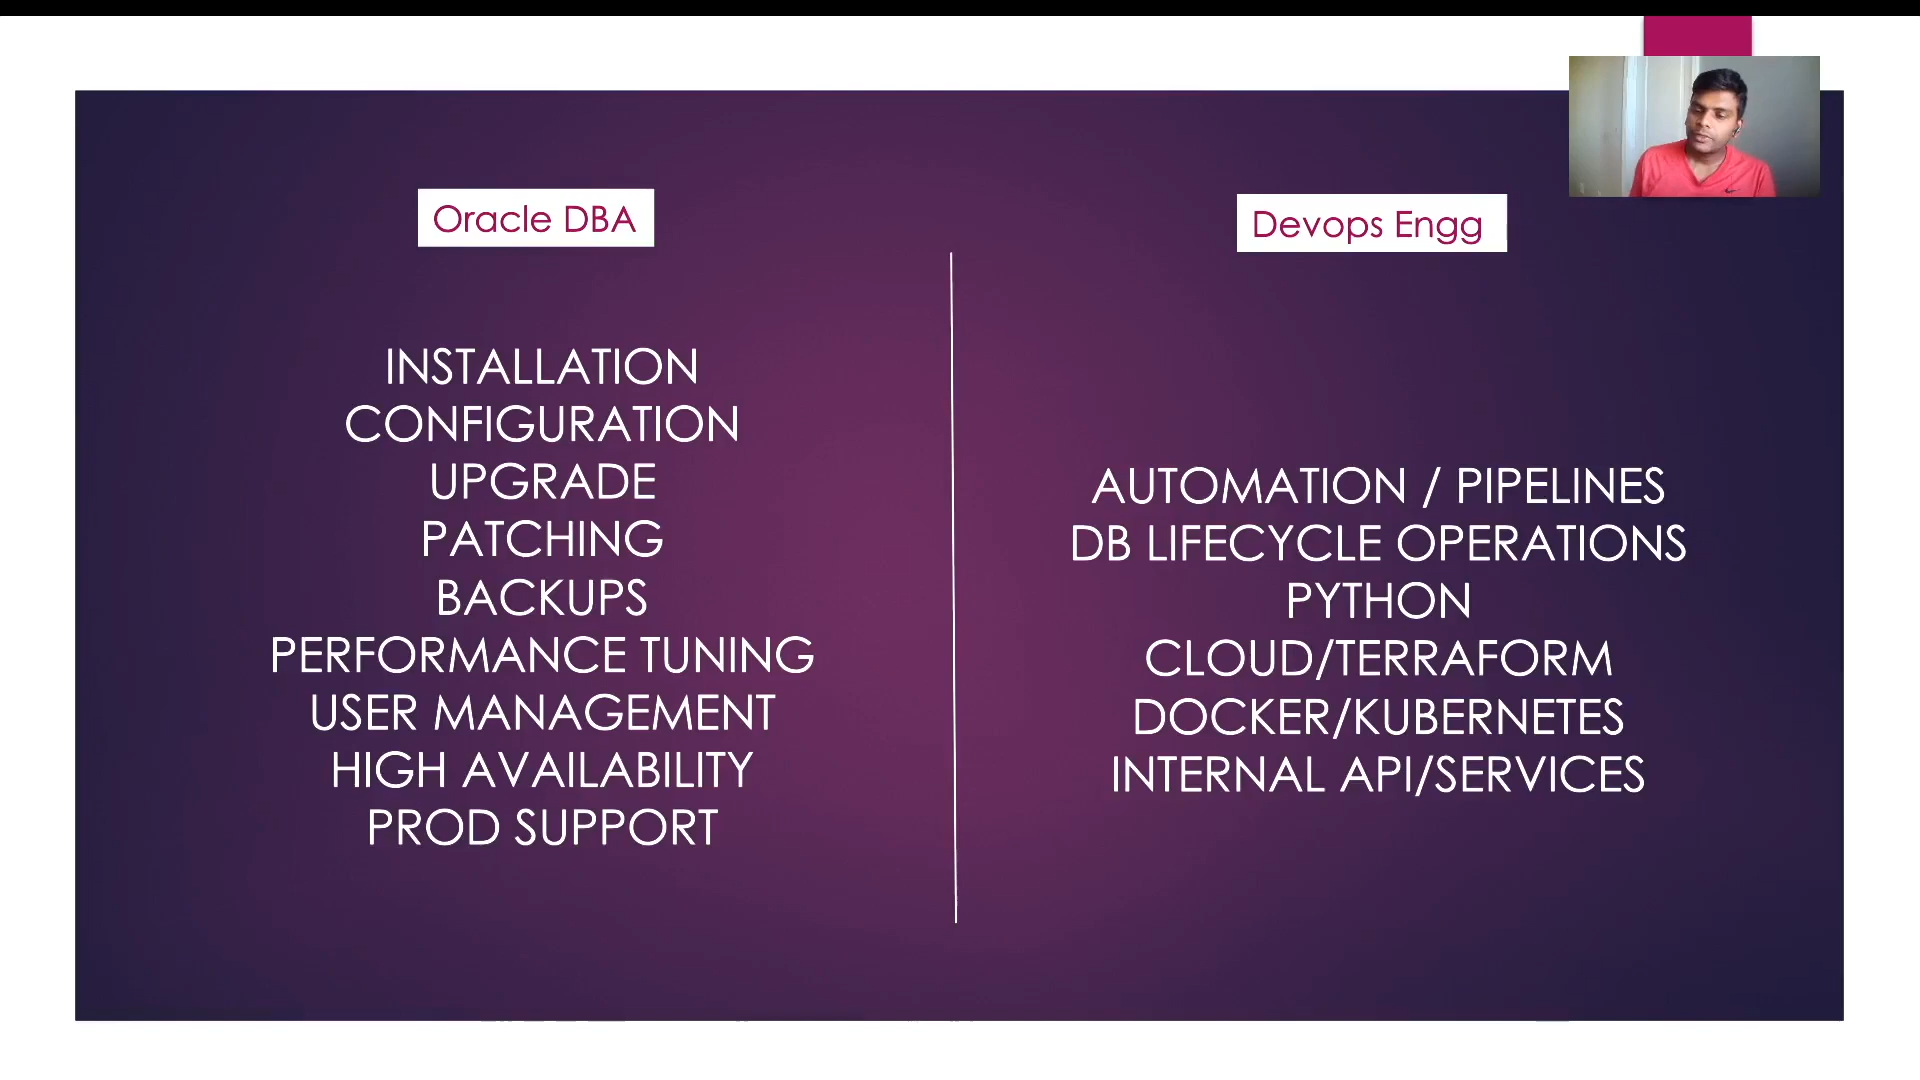 Oracle DBA
INSTALLATION
CONFIGURATION
UPGRADE
PATCHING
BACKUPS
PERFORMANCE TUNING
USER MANAGEMENT
HIGH AVAILABILITY
PROD SUPPORT
Devops Engg
AUTOMATION / PIPELINES
DB LIFECYCLE OPERATIONS
PYTHON
CLOUD/TERRAFORM
DOCKER/KUBERNETES
INTERNAL API/SERVICES